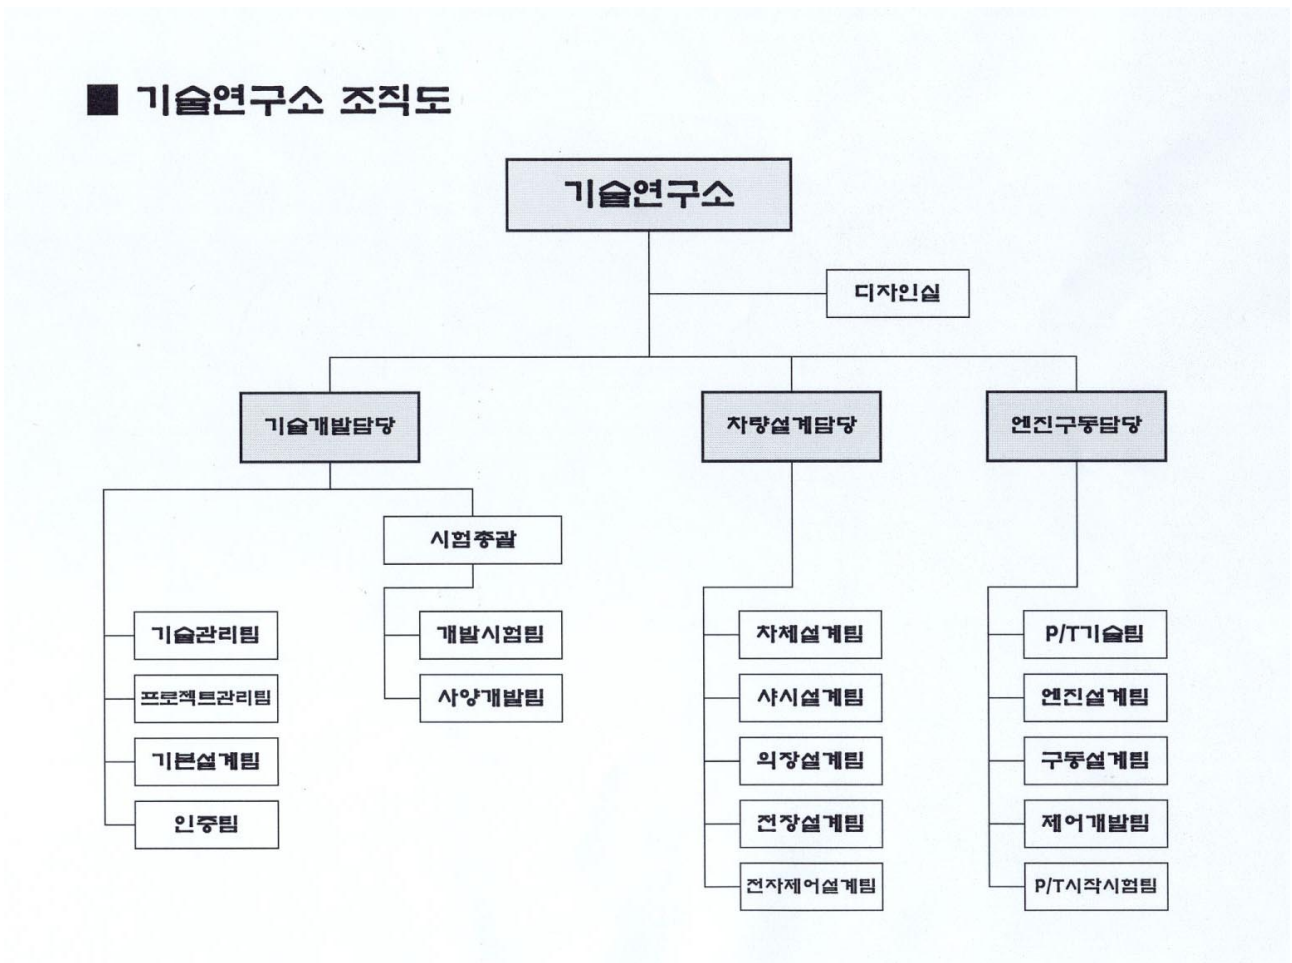 ■ 기술연구소 조직도
기술연구소
디자인실
기술개발담당
차량설계담당
엔진구동담당
시험총괄
기술관리팀
프로젝트관리팀
기본설계팀
인증팀
개발시험팀
사양개발팀
차체설계팀
샤시설계팀
의장설계팀
전장설계팀
전자제어설계팀
P/T기술팀
엔진설계팀
구동설계팀
제어개발팀
P/T시작시험팀